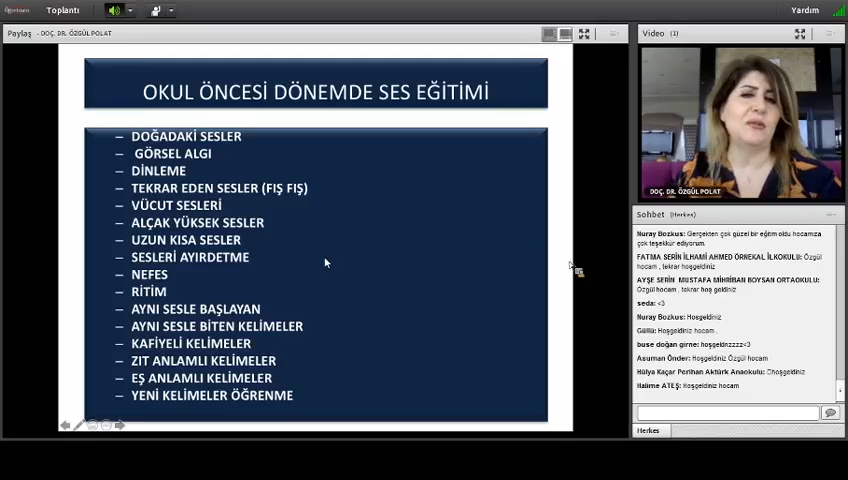 Öğretmen Toplantı Yardım
Paylaş - DOÇ. DR. ÖZGÜL POLAT
OKUL ÖNCESİ DÖNEMDE SES EĞİTİMİ
– DOĞADAKİ SESLER
– GÖRSEL ALGI
– DİNLEME
– TEKRAR EDEN SESLER (FIŞ FIŞ)
– VÜCUT SESLERİ
– ALÇAK YÜKSEK SESLER
– UZUN KISA SESLER
– SESLERİ AYIRDETME
– NEFES
– RİTİM
– AYNI SESLE BAŞLAYAN
– AYNI SESLE BİTEN KELİMELER
– KAFİYELİ KELİMELER
– ZIT ANLAMLI KELİMELER
– EŞ ANLAMLI KELİMELER
– YENİ KELİMELER ÖĞRENME
Video (1)
DOÇ. DR. ÖZGÜL POLAT
Sohbet (Herkes)
Nuray Bozkus: Gerçekten çok güzel bir eğitim oldu hocamıza
çok teşekkür ediyorum.
FATMA SERİN İLHAMİ AHMED ÖRNEKAL İLKOKULU: Özgül
hocam , tekrar hoşgeldiniz
AYŞE SERİN MUSTAFA MİHRİBAN BOYSAN ORTAOKULU:
Özgül hocam , tekrar hoş geldiniz
seda: <3
Nuray Bozkus: Hosgeldiniz
Güllü: Hoşgeldiniz hocam .
buse doğan girne: hoşgeldnzzzz<3
Asuman Önder: Hoşgeldiniz Özgül hocam
Hülya Kaçar Perihan Aktürk Anaokulu: hoşgeldiniz
Halime ATEŞ: Hoşgeldiniz hocam
Herkes